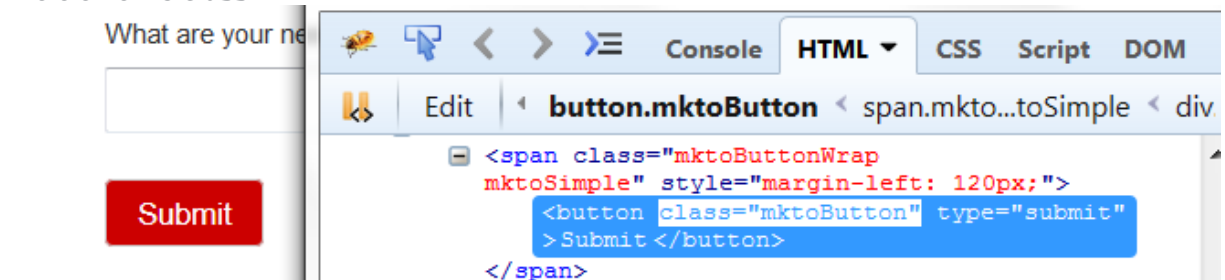 What are your ne
Submit
Console HTML CSS Script DOM
Edit button.mktoButton span.mkto...toSimple div.
<span class="mktoButtonWrap
mktoSimple" style="margin-left: 120px;">
<button class="mktoButton" type="submit"
>Submit</button>
</span>